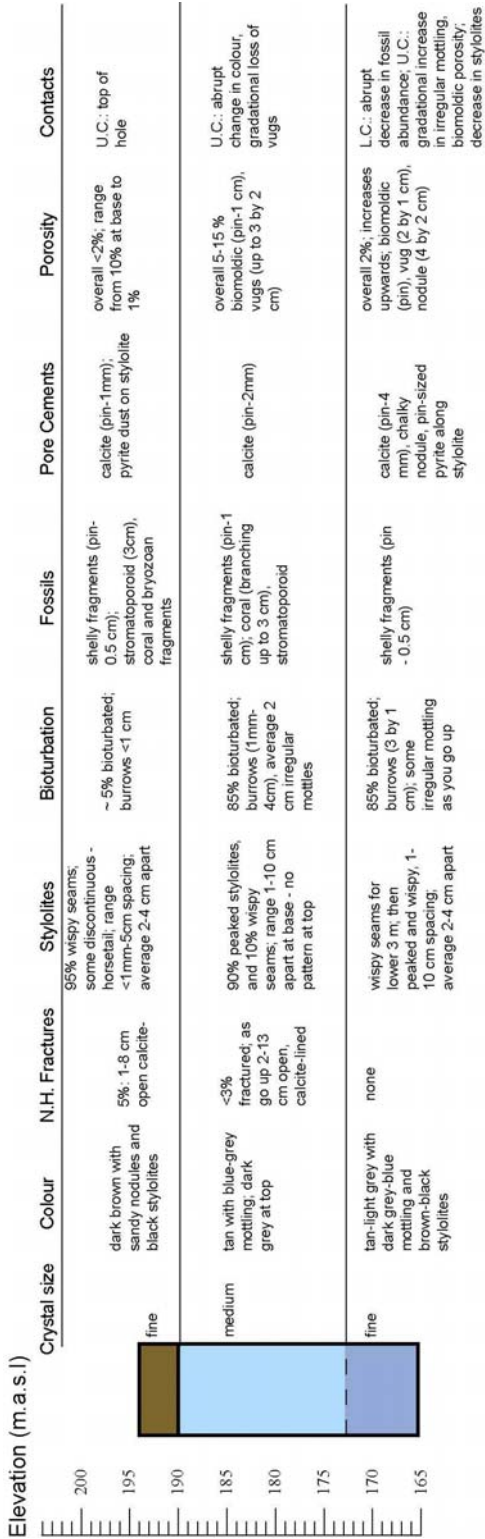 Elevation (m.a.s.l)
Crystal size
Colour
N.H. Fractures
Stylolites
Bioturbation
Fossils
Pore Cements
Porosity
Contacts
200
195
190
185
180
175
170
165
fine
dark brown with
sandy nodules and
black stylolites
5%: 1-8 cm
open calcite-
95% wispy seams;
some discontinuous -
horsetail; range
<1mm-5cm spacing;
average 2-4 cm apart
~ 5% bioturbated;
burrows <1 cm
shelly fragments (pin-
0.5 cm);
stromatoporoid (3cm),
coral and bryozoan
fragments
calcite (pin-1mm);
pyrite dust on stylolite
overall <2%; range
from 10% at base to
1%
U.C.: top of
hole
medium
tan with blue-grey
mottling; dark
grey at top
<3%
fractured; as
go up 2-13
cm open,
calcite-lined
90% peaked stylolites,
and 10% wispy
seams; range 1-10 cm
apart at base - no
pattern at top
85% bioturbated;
burrows (1mm-
4cm), average 2
cm irregular
mottles
shelly fragments (pin-1
cm); coral (branching
up to 3 cm),
stromatoporoid
calcite (pin-2mm)
overall 5-15 %
biomoldic (pin-1 cm),
vugs (up to 3 by 2
cm)
U.C.: abrupt
change in colour,
gradational loss of
vugs
fine
tan-light grey with
dark grey-blue
mottling and
brown-black
stylolites
none
wispy seams for
lower 3 m; then
peaked and wispy, 1-
10 cm spacing;
average 2-4 cm apart
85% bioturbated;
burrows (3 by 1
cm); some
irregular mottling
as you go up
shelly fragments (pin
- 0.5 cm)
calcite (pin-4
mm), chalky
nodule, pin-sized
pyrite along
stylolite
overall 2%; increases
upwards; biomoldic
(pin), vug (2 by 1 cm),
nodule (4 by 2 cm)
L.C.: abrupt
decrease in fossil
abundance; U.C.:
gradational increase
in irregular mottling,
biomoldic porosity;
decrease in stylolites